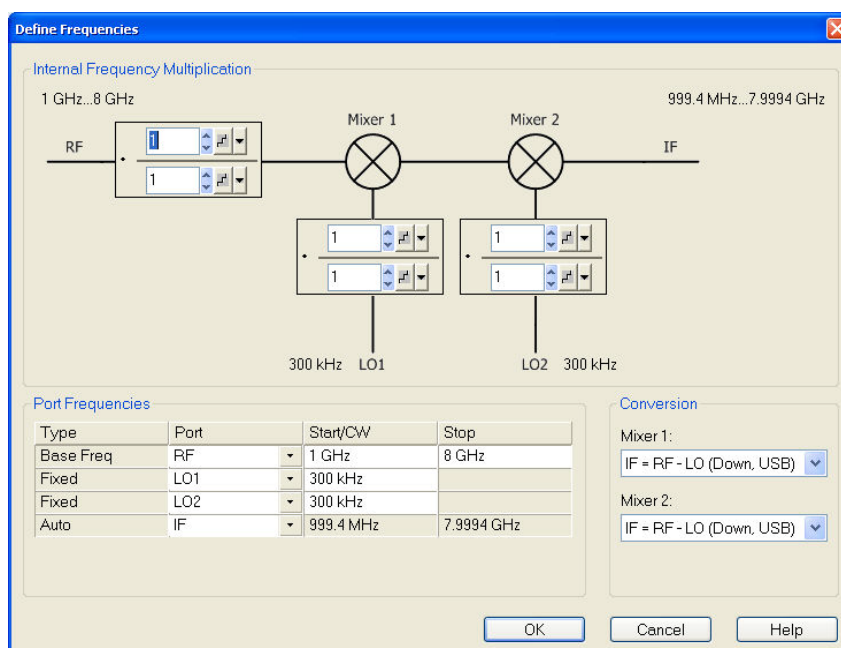 Define Frequencies
Internal Frequency Multiplication
1 GHz...8 GHz
999.4 MHz...7.9994 GHz
Mixer 1
Mixer 2
RF
1
1
IF
1
1
1
1
300 kHz LO1
LO2 300 kHz
Port Frequencies
Type Port Start/CW Stop
Base Freq RF 1 GHz 8 GHz
Fixed LO1 300 kHz
Fixed LO2 300 kHz
Auto IF 999.4 MHz 7.9994 GHz
Conversion
Mixer 1:
IF = RF - LO (Down, USB)
Mixer 2:
IF = RF - LO (Down, USB)
OK Cancel Help